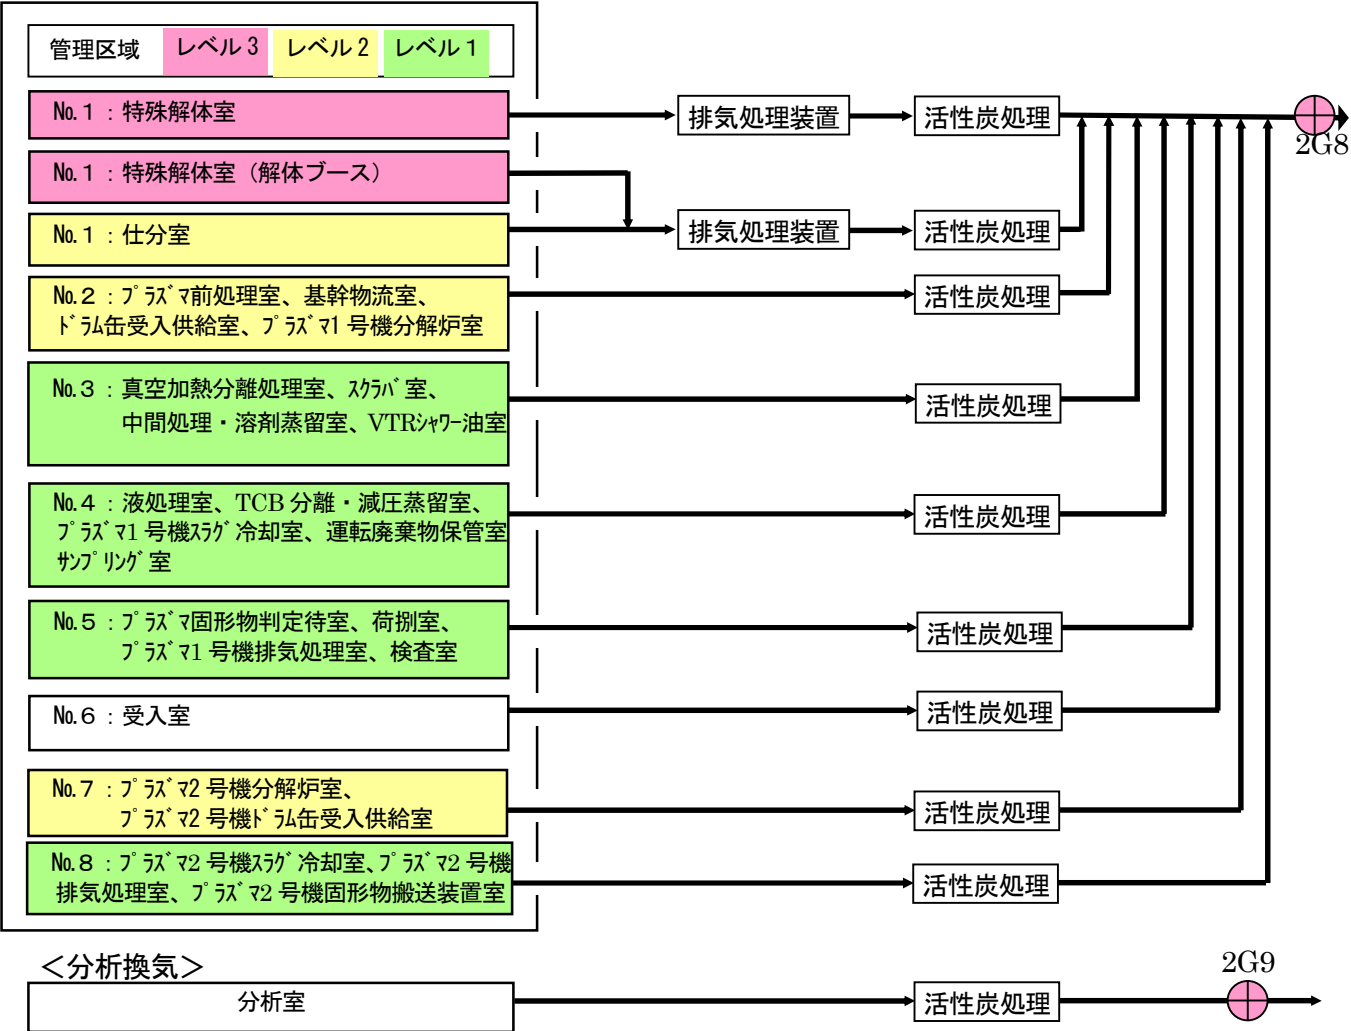 管理区域 レベル3 レベル2 レベル1
No.1：特殊解体室
排気処理装置
活性炭処理
2G8
No.1：特殊解体室（解体ブース）
No.1：仕分室
排気処理装置
活性炭処理
No.2：ﾌﾟﾗｽﾞﾏ前処理室、基幹物流室、
ﾄﾞﾗﾑ缶受入供給室、ﾌﾟﾗｽﾞﾏ1号機分解炉室
活性炭処理
No.3：真空加熱分離処理室、ｽｸﾗﾊﾞ室、
中間処理・溶剤蒸留室、VTRｼｬﾜｰ油室
活性炭処理
No.4：液処理室、TCB分離・減圧蒸留室、
ﾌﾟﾗｽﾞﾏ1号機ｽﾗｸﾞ冷却室、運転廃棄物保管室
ｻﾝﾌﾟﾘﾝｸﾞ室
活性炭処理
No.5：ﾌﾟﾗｽﾞﾏ固形物判定待室、荷捌室、
ﾌﾟﾗｽﾞﾏ1号機排気処理室、検査室
活性炭処理
No.6：受入室
活性炭処理
No.7：ﾌﾟﾗｽﾞﾏ2号機分解炉室、
ﾌﾟﾗｽﾞﾏ2号機ﾄﾞﾗﾑ缶受入供給室
活性炭処理
No.8：ﾌﾟﾗｽﾞﾏ2号機ｽﾗｸﾞ冷却室、ﾌﾟﾗｽﾞﾏ2号機
排気処理室、ﾌﾟﾗｽﾞﾏ2号機固形物搬送装置室
活性炭処理
＜分析換気＞
2G9
分析室
活性炭処理